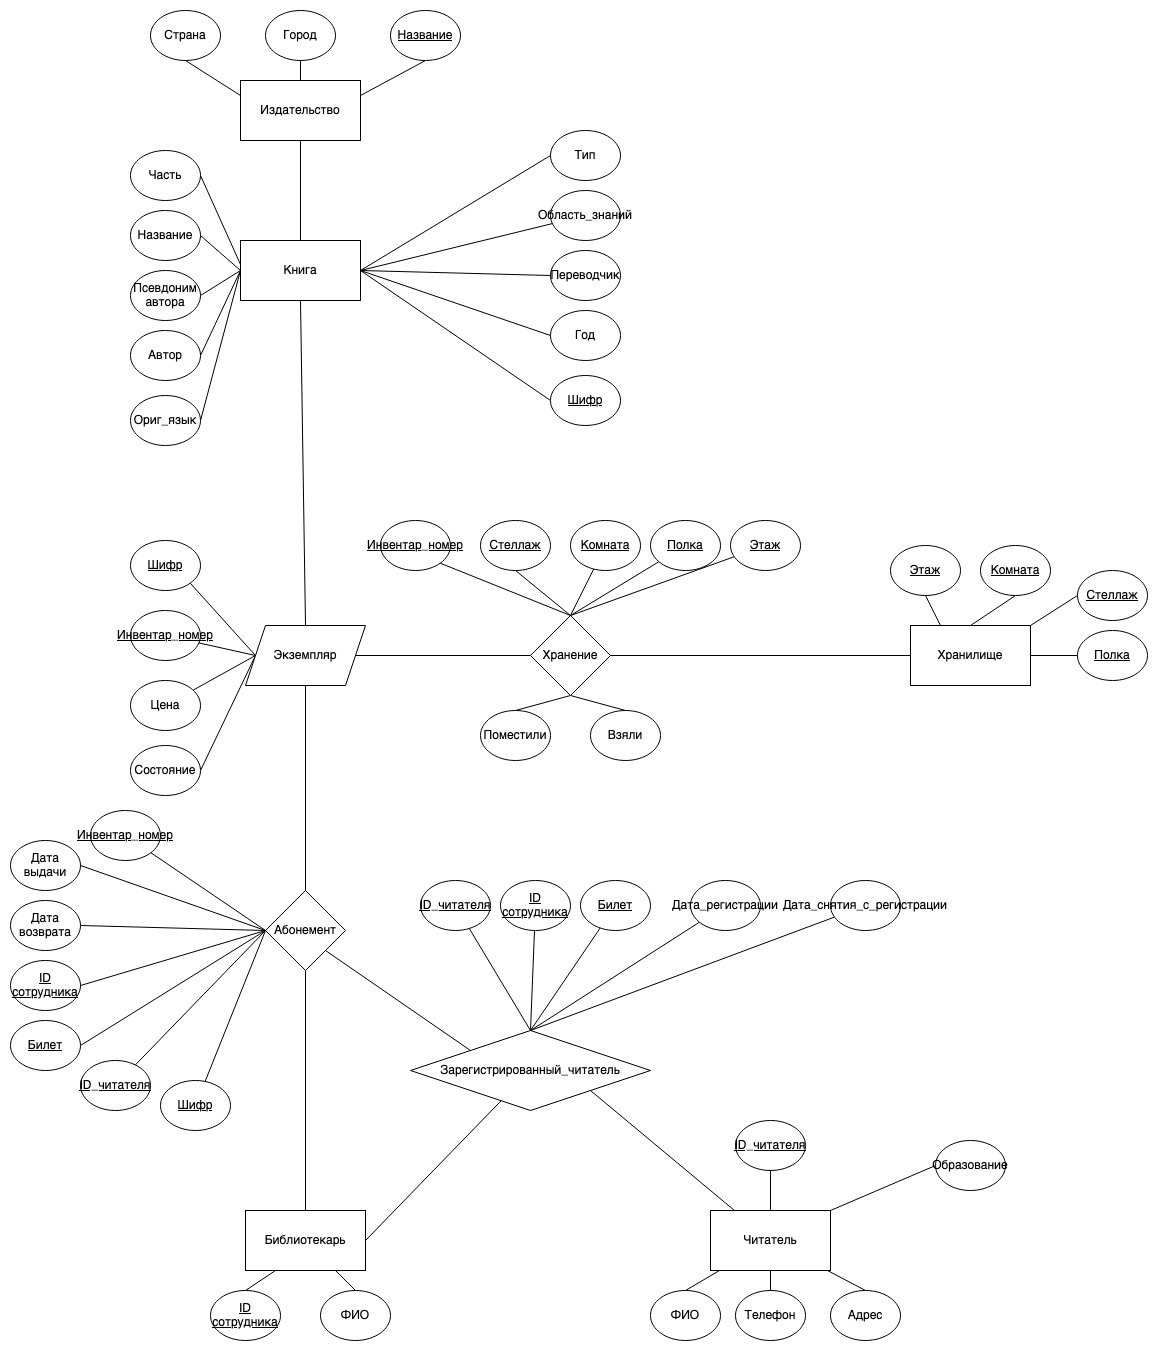 Страна
Город
Название
Издательство
Тип
Часть
Область_знаний
Название
Книга
Переводчик
Псевдоним
автора
Год
Автор
Шифр
Ориг_язык
Инвентар_номер
Стеллаж
Комната
Полка
Этаж
Шифр
Этаж
Комната
Стеллаж
Инвентар_номер
Экземпляр
Хранение
Хранилище
Полка
Цена
Поместили
Взяли
Состояние
Инвентар_номер
Дата
выдачи
ID_читателя
ID
сотрудника
Билет
Дата_регистрации
Дата_снятия_с_регистрации
Дата
возврата
Абонемент
ID
сотрудника
Билет
Зарегистрированный_читатель
ID_читателя
Шифр
ID_читателя
Образование
Библиотекарь
Читатель
ID
сотрудника
ФИО
ФИО
Телефон
Адрес